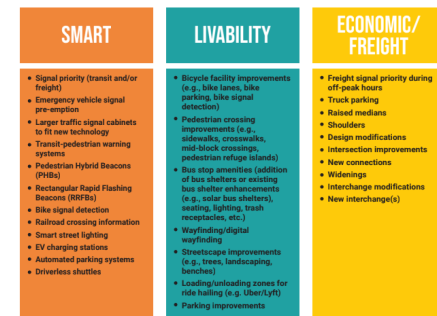 SMART
• Signal priority (transit and/or
freight)
• Emergency vehicle signal
pre-emption
• Larger traffic signal cabinets
to fit new technology
• Transit-pedestrian warning
systems
• Pedestrian Hybrid Beacons
(PHBs)
• Rectangular Rapid Flashing
Beacons (RRFBs)
• Bike signal detection
• Railroad crossing information
• Smart street lighting
• EV charging stations
• Automated parking systems
• Driverless shuttles
LIVABILITY
• Bicycle facility improvements
(e.g., bike lanes, bike
parking, bike signal
detection)
• Pedestrian crossing
improvements (e.g.,
sidewalks, crosswalks,
mid-block crossings,
pedestrian refuge islands)
• Bus stop amenities (addition
of bus shelters or existing
bus shelter enhancements
(e.g., solar bus shelters),
seating, lighting, trash
receptacles, etc.)
• Wayfinding/digital
wayfinding
• Streetscape improvements
(e.g., trees, landscaping,
benches)
• Loading/unloading zones for
ride hailing (e.g. Uber/Lyft)
• Parking improvements
ECONOMIC/
FREIGHT
• Freight signal priority during
off-peak hours
• Truck parking
• Raised medians
• Shoulders
• Design modifications
• Intersection improvements
• New connections
• Widenings
• Interchange modifications
• New interchange(s)